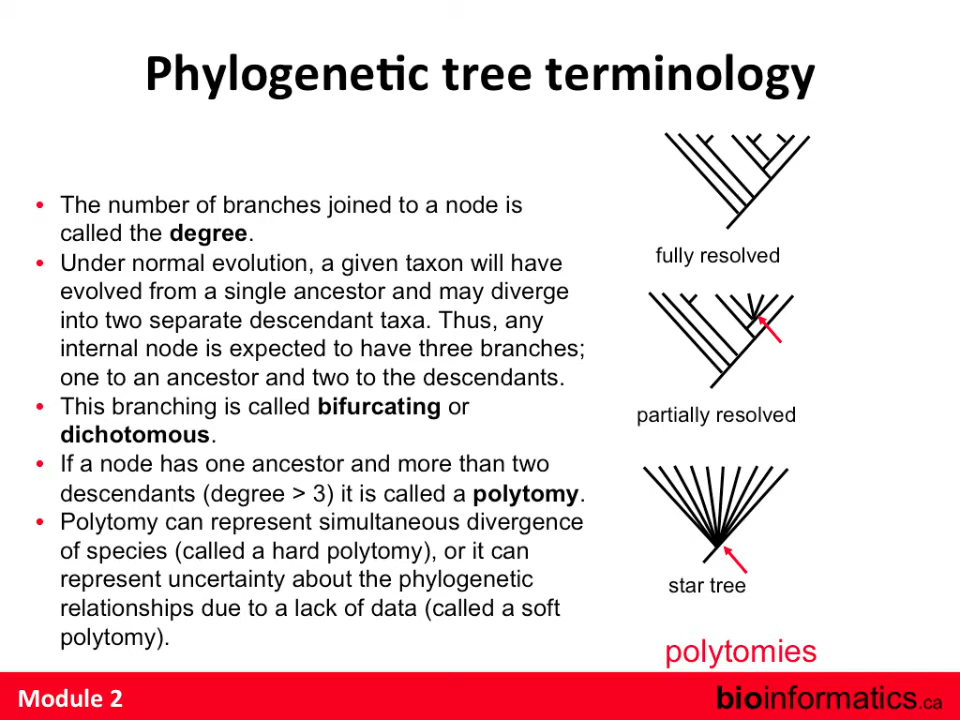 Phylogenetic tree terminology
• The number of branches joined to a node is
called the degree.
• Under normal evolution, a given taxon will have
evolved from a single ancestor and may diverge
into two separate descendant taxa. Thus, any
internal node is expected to have three branches;
one to an ancestor and two to the descendants.
• This branching is called bifurcating or
dichotomous.
• If a node has one ancestor and more than two
descendants (degree > 3) it is called a polytomy.
• Polytomy can represent simultaneous divergence
of species (called a hard polytomy), or it can
represent uncertainty about the phylogenetic
relationships due to a lack of data (called a soft
polytomy).
fully resolved
partially resolved
star tree
polytomies
Module 2
bioinformatics.ca